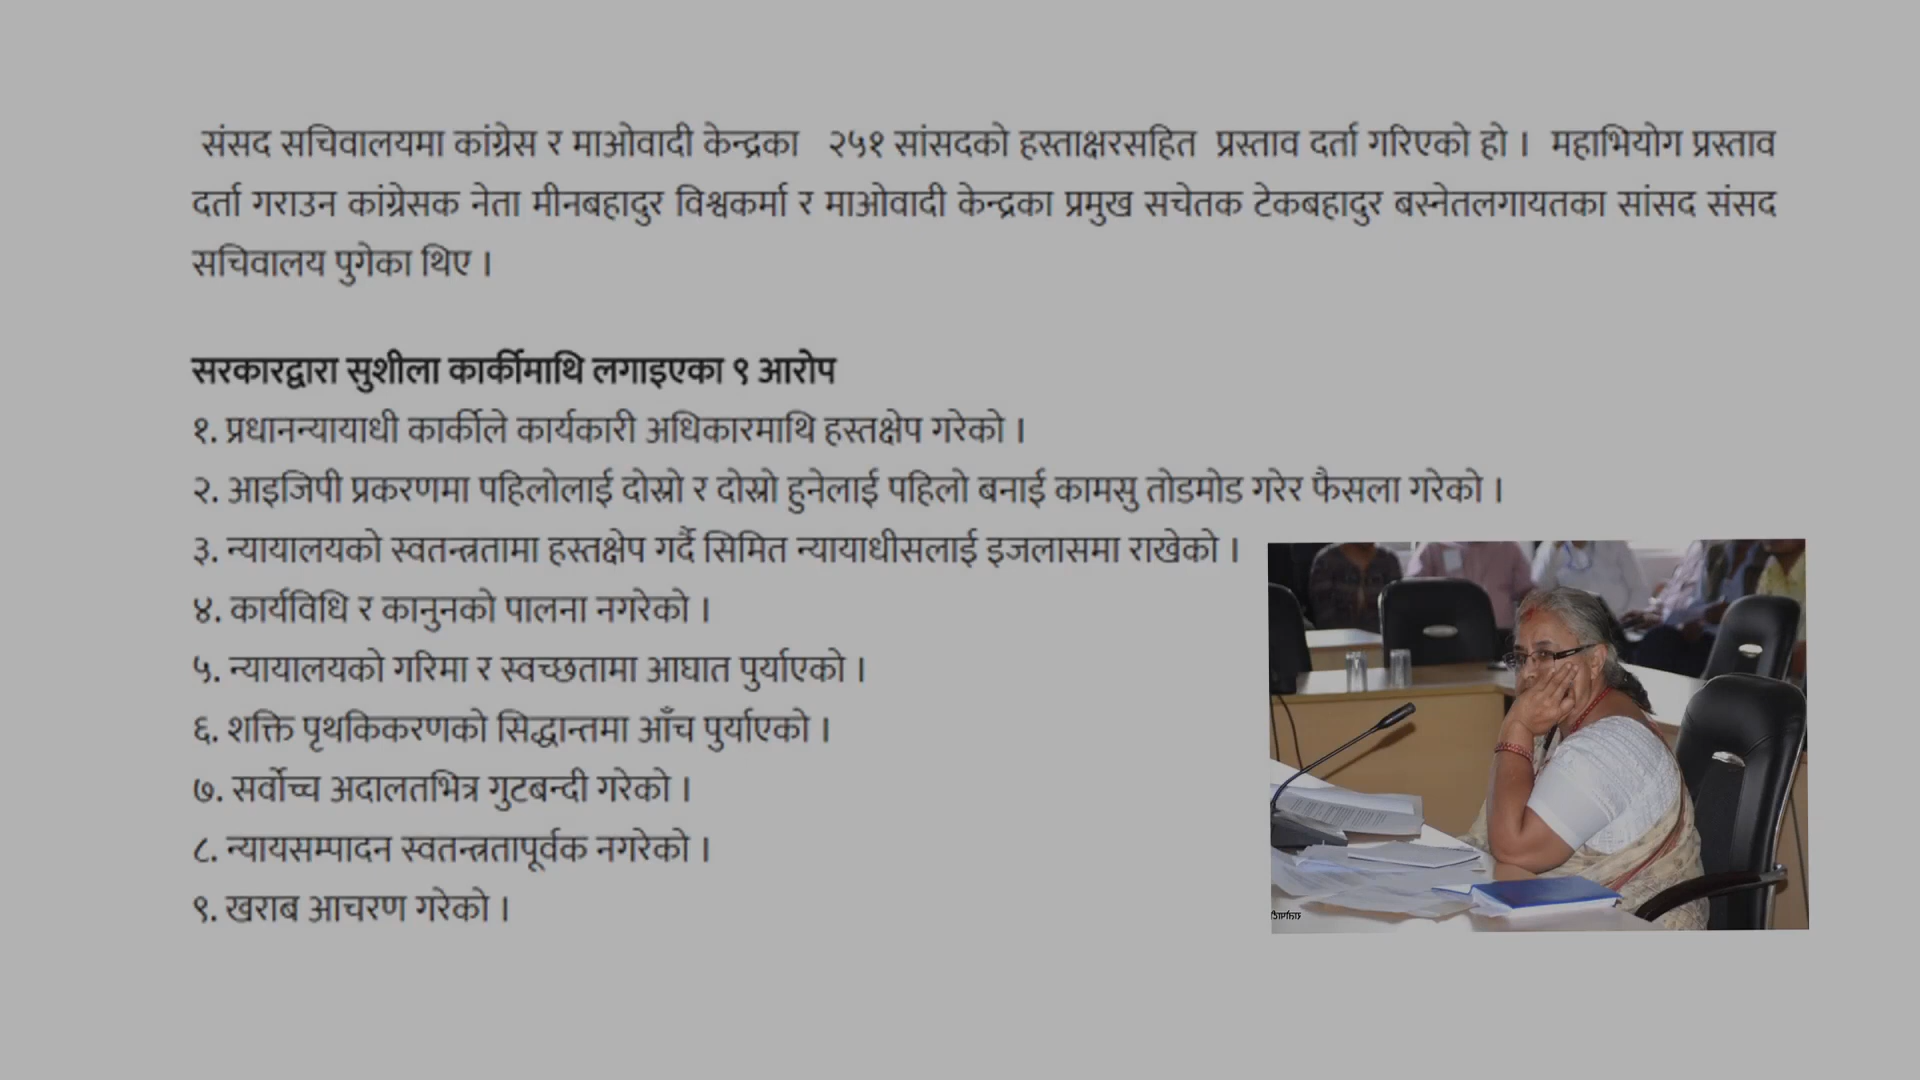 संसद सचिवालयमा कांग्रेस र माओवादी केन्द्रका २५१ सांसदको हस्ताक्षरसहित प्रस्ताव दर्ता गरिएको हो । महाभियोग प्रस्ताव
दर्ता गराउन कांग्रेसक नेता मीनबहादुर विश्वकर्मा र माओवादी केन्द्रका प्रमुख सचेतक टेकबहादुर बस्नेतलगायतका सांसद संसद
सचिवालय पुगेका थिए ।
सरकारद्वारा सुशीला कार्कीमाथि लगाइएका ९ आरोप
१. प्रधानन्यायाधी कार्कीले कार्यकारी अधिकारमाथि हस्तक्षेप गरेको ।
२. आइजिपी प्रकरणमा पहिलोलाई दोस्रो र दोस्रो हुनेलाई पहिलो बनाई कामसु तोडमोड गरेर फैसला गरेको ।
३. न्यायालयको स्वतन्त्रतामा हस्तक्षेप गर्दै सिमित न्यायाधीसलाई इजलासमा राखेको ।
४. कार्यविधि र कानुनको पालना नगरेको ।
५. न्यायालयको गरिमा र स्वच्छतामा आघात पुर्याएको ।
६. शक्ति पृथकिकरणको सिद्धान्तमा आँच पुर्याएको ।
७. सर्वोच्च अदालतभित्र गुटबन्दी गरेको ।
८. न्यायसम्पादन स्वतन्त्रतापूर्वक नगरेको ।
९. खराब आचरण गरेको ।